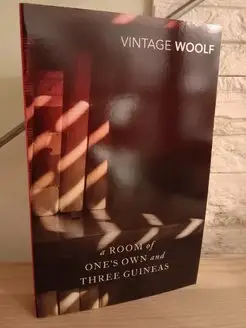 VINTAGE WOOLF
a ROOM of
ONE'S OWN and
THREE GUINEAS